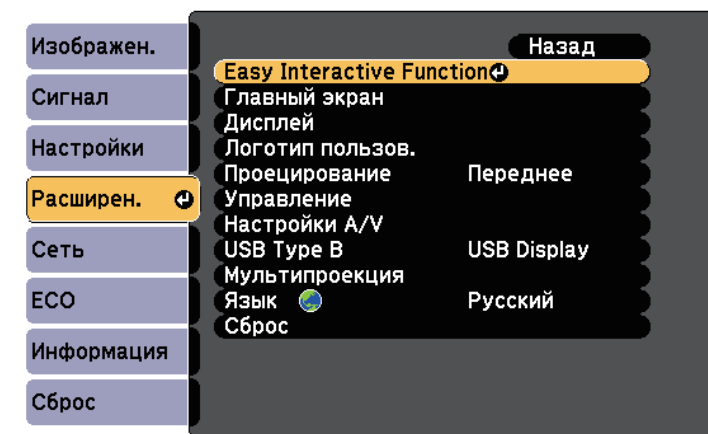 Изображен.
Сигнал
Настройки
Расширен.
Сеть
ECO
Информация
Сброс
Назад
Easy Interactive Function
Главный экран
Дисплей
Логотип пользов.
Проецирование Переднее
Управление
Настройки A/V
USB Type B USB Display
Мультипроекция
Язык Русский
Сброс